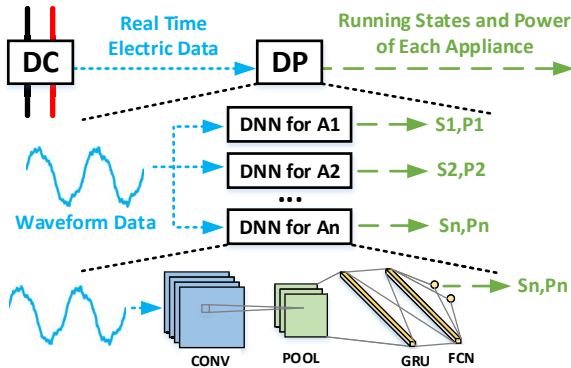 Real Time
Electric Data
Running States and Power
of Each Appliance
DC
DP
DNN for A1
S1,P1
DNN for A2
S2,P2
...
Waveform Data
DNN for An
Sn,Pn
Sn,Pn
CONV
POOL
GRU
FCN